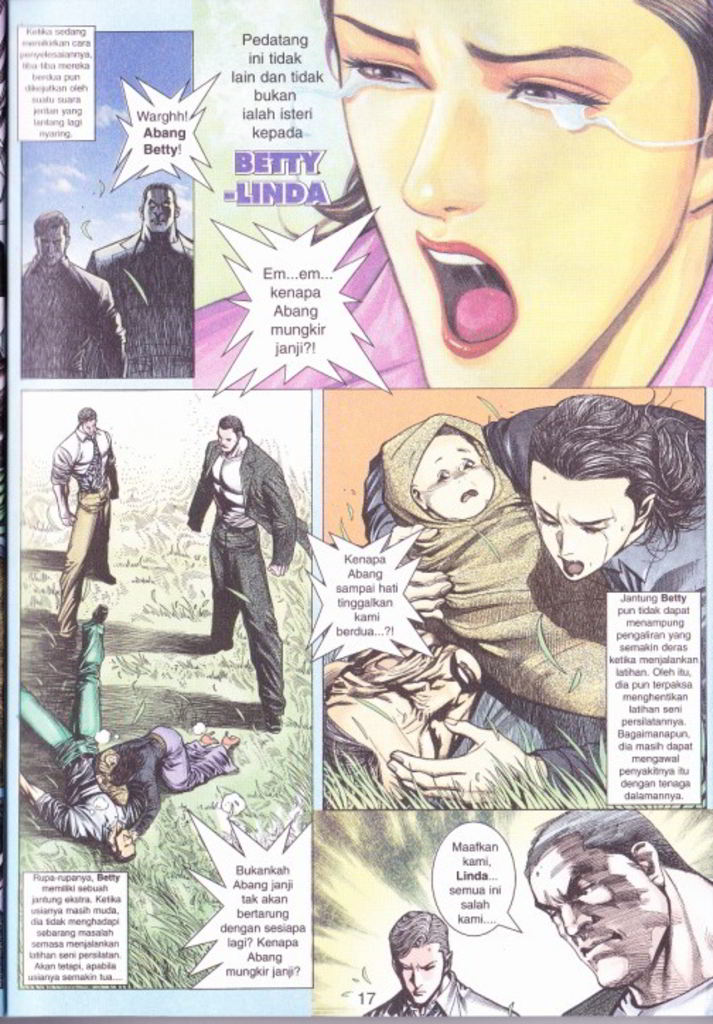 Ketika sedang
memikirkan cara
penyelesaiannya,
tiba-tiba mereka
berdua pun
dikejutkan oleh
suatu suara
jeritan yang
lantang lagi
nyaring.
Warghh!
Abang
Betty!
Pedatang
ini tidak
lain dan tidak
bukan
ialah isteri
kepada
BETTY
-LINDA
Em...em...
kenapa
Abang
mungkir
janji?!
Kenapa
Abang
sampai hati
tinggalkan
kami
berdua...?!
Jantung Betty
pun tidak dapat
menampung
pengaliran yang
semakin deras
ketika menjalankan
latihan. Oleh itu,
dia pun terpaksa
menghentikan
latihan seni
persilatannya.
Bagaimanapun,
dia masih dapat
mengawal
penyakitnya itu
dengan tenaga
dalamannya.
Rupa-rupanya, Betty
memiliki sebuah
jantung ekstra. Ketika
usianya masih muda,
dia tidak menghadapi
sebarang masalah
semasa menjalankan
latihan seni persilatan.
Akan tetapi, apabila
usianya semakin tua....
Bukankah
Abang janji
tak akan
bertarung
dengan sesiapa
lagi? Kenapa
Abang
mungkir janji?
Maafkan
kami,
Linda...
semua ini
salah
kami....
17